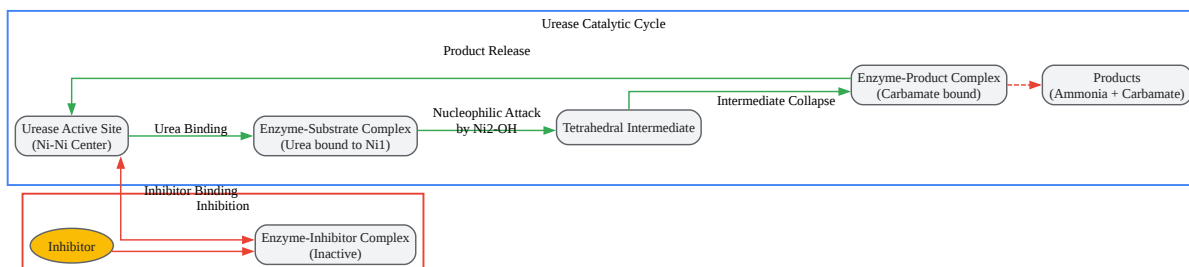 Urease Catalytic Cycle
Product Release
Enzyme-Product Complex
(Carbamate bound)
Products
(Ammonia + Carbamate)
Intermediate Collapse
Urease Active Site
(Ni-Ni Center)
Urea Binding
Enzyme-Substrate Complex
(Urea bound to Ni1)
Nucleophilic Attack
by Ni2-OH
Tetrahedral Intermediate
Inhibitor Binding
Inhibition
Inhibitor
Enzyme-Inhibitor Complex
(Inactive)